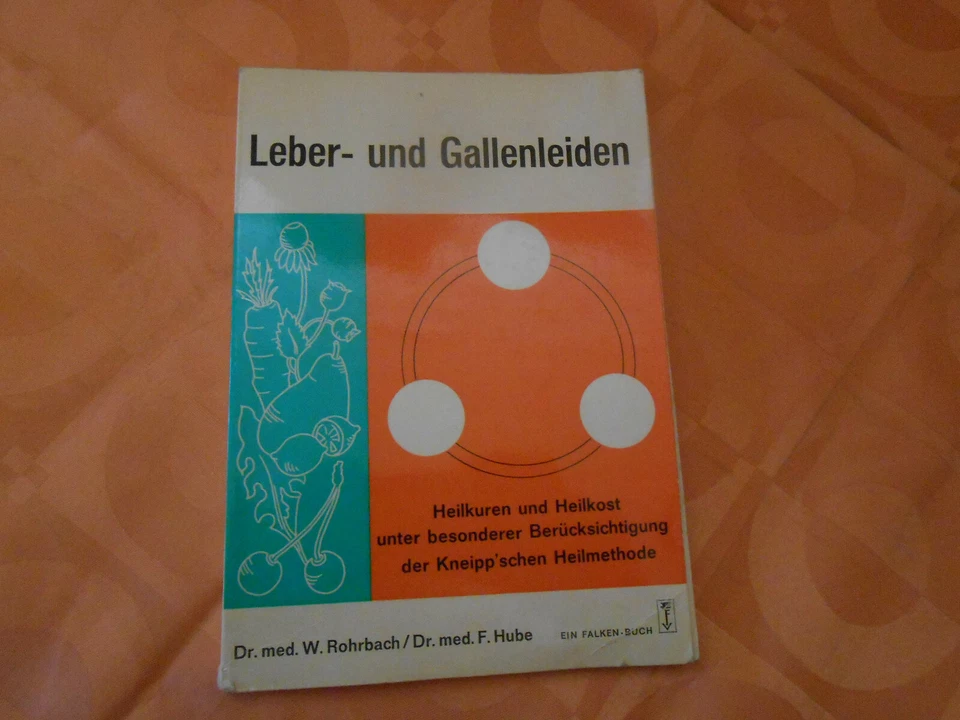 Leber- und Gallenleiden
Heilkuren und Heilkost
unter besonderer Berücksichtigung
der Kneipp'schen Heilmethode
Dr. med. W. Rohrbach/Dr. med. F. Hube
EIN FALKEN-BUCH